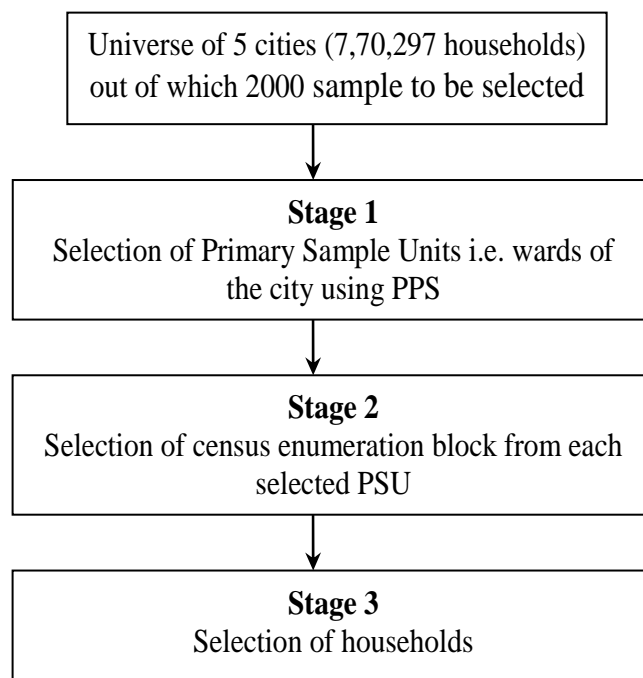 Universe of 5 cities (7,70,297 households)
out of which 2000 sample to be selected
Stage 1
Selection of Primary Sample Units i.e. wards of
the city using PPS
Stage 2
Selection of census enumeration block from each
selected PSU
Stage 3
Selection of households